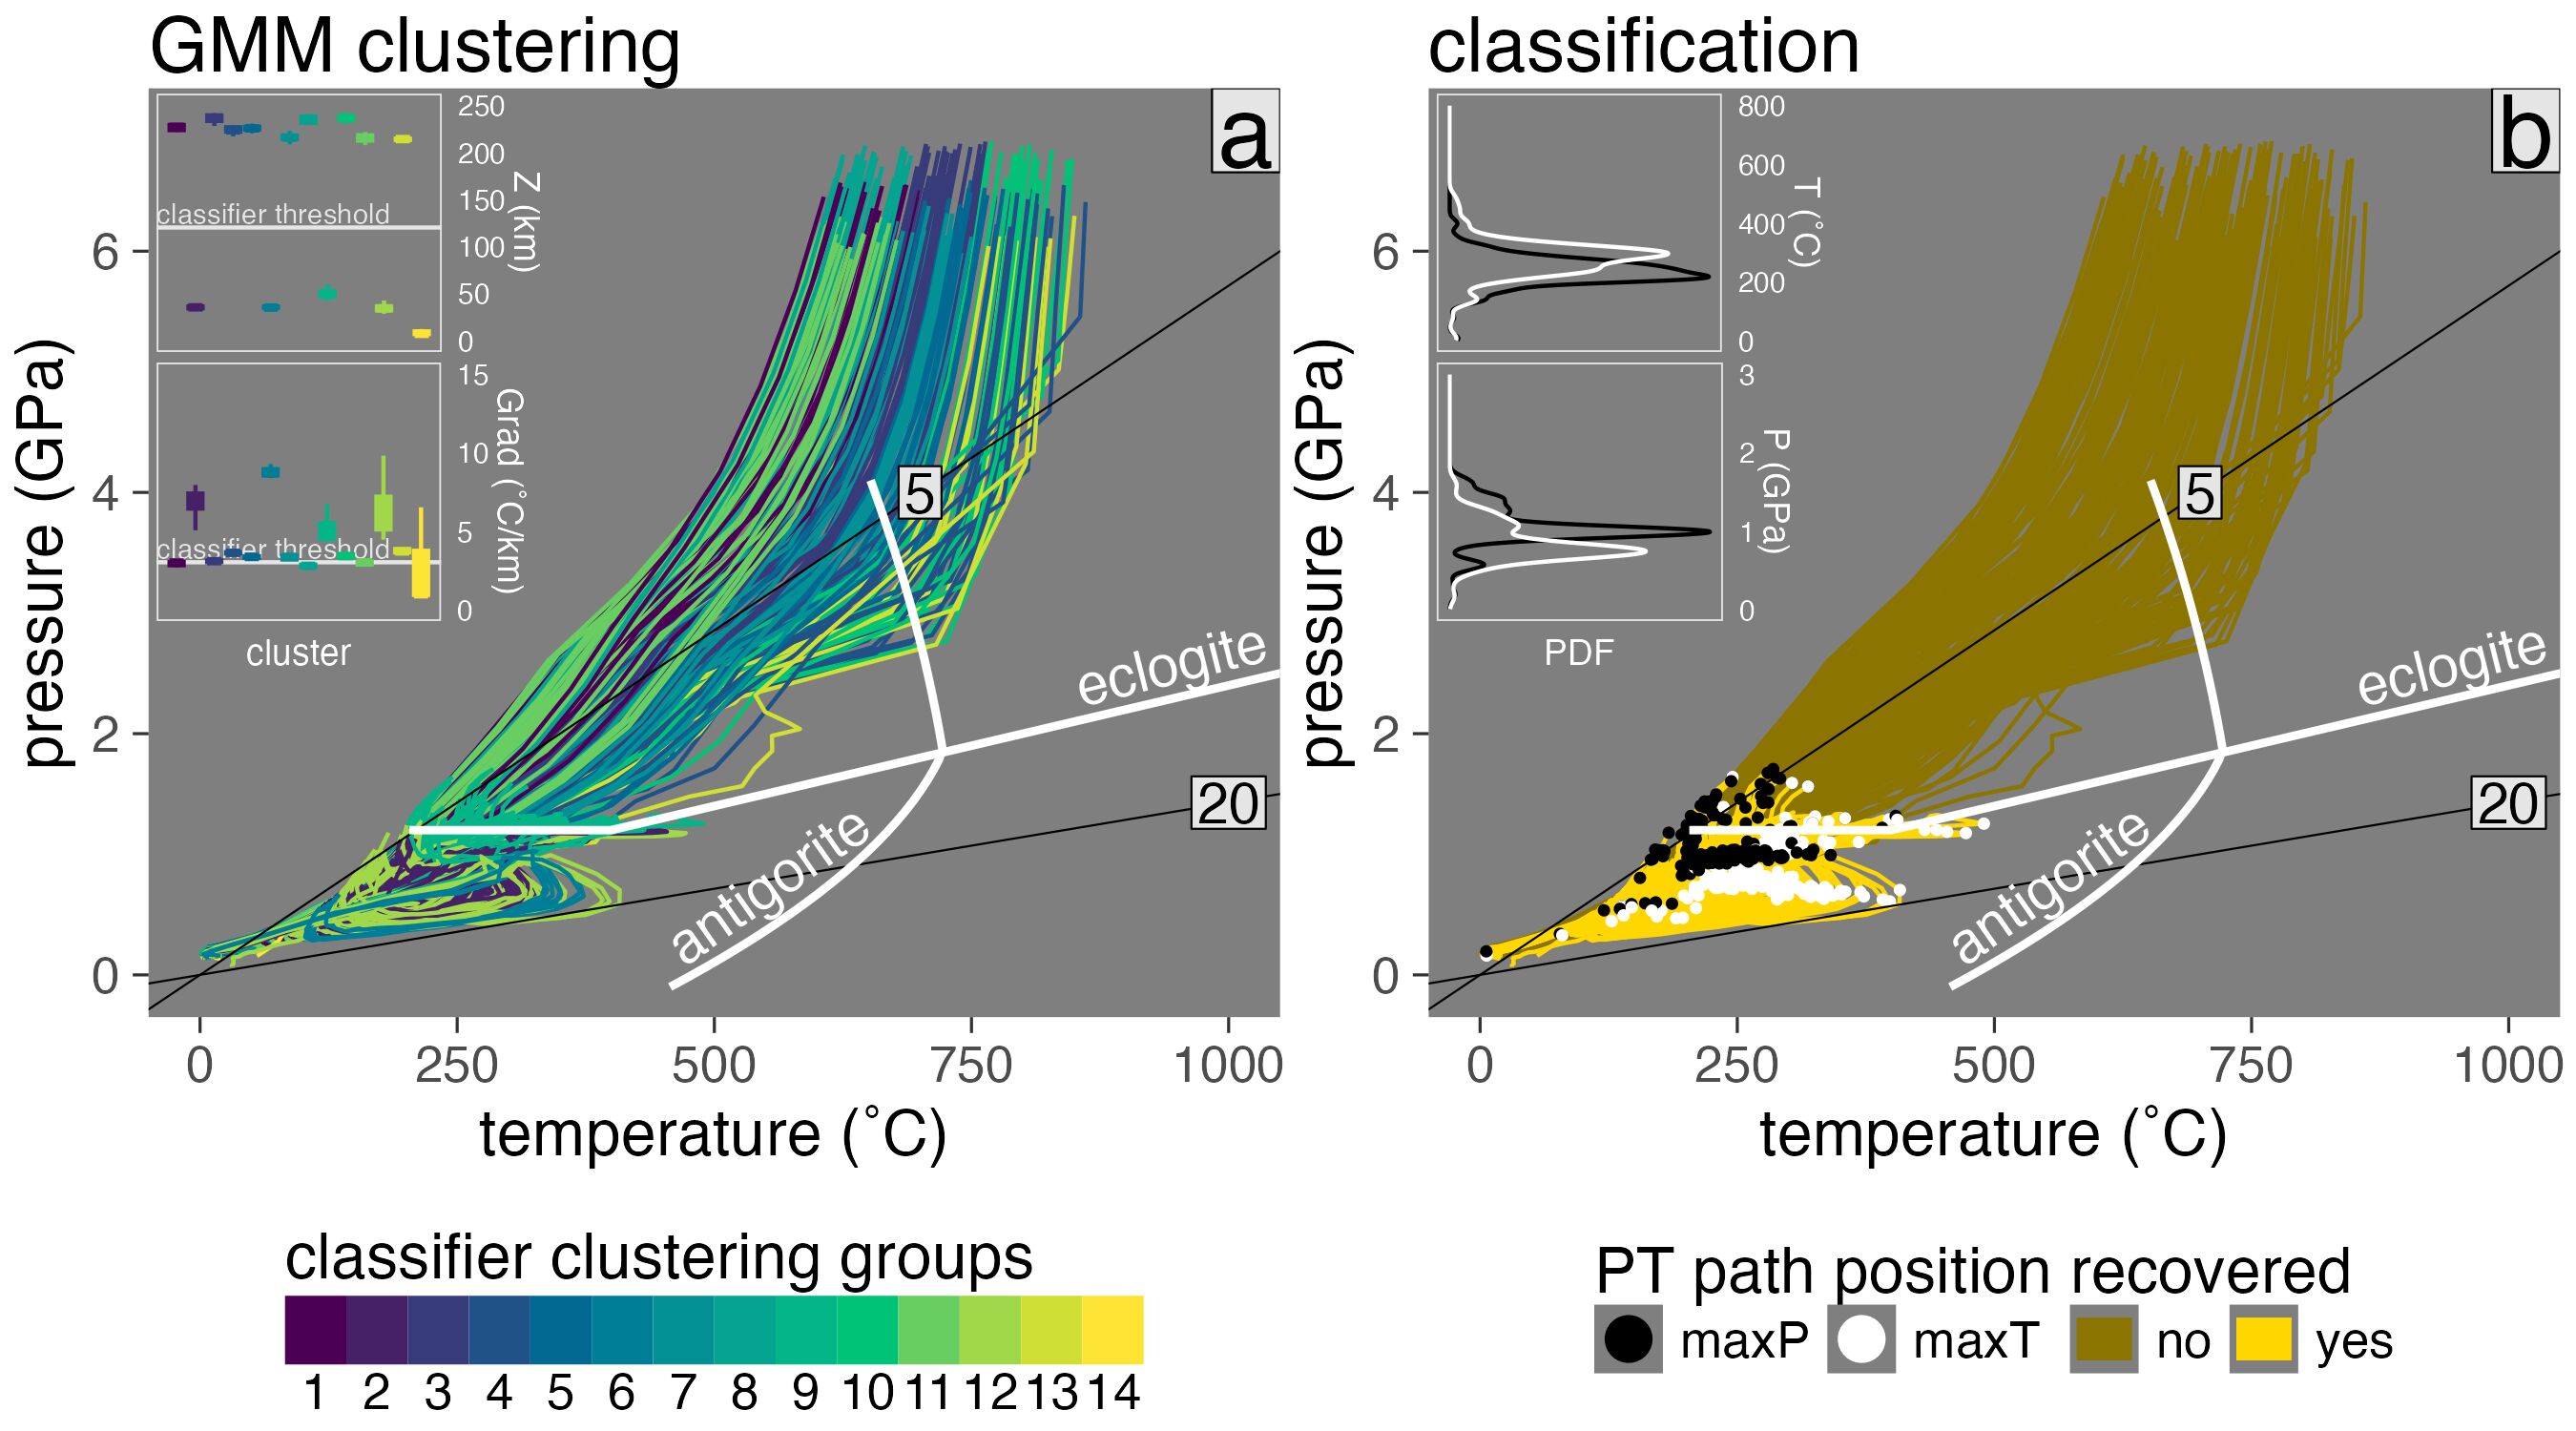 GMM clustering
a
250
200
150
100
50
0
Z (km)
classifier threshold
15
10
5
0
Grad (˚C/km)
classifier threshold
cluster
5
20
eclogite
antigorite
6
4
2
0
pressure (GPa)
0 250 500 750 1000
temperature (˚C)
classifier clustering groups
1 2 3 4 5 6 7 8 9 10 11 12 13 14
classification
b
800
600
400
200
0
T (˚C)
3
2
1
0
P (GPa)
PDF
5
20
eclogite
antigorite
6
4
2
0
pressure (GPa)
0 250 500 750 1000
temperature (˚C)
PT path position recovered
maxP maxT no yes